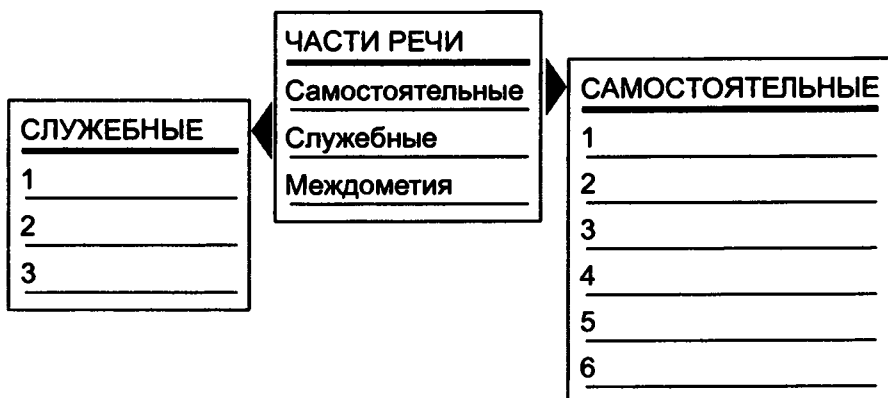 ЧАСТИ РЕЧИ
Самостоятельные
Служебные
Междометия
СЛУЖЕБНЫЕ
1
2
3
САМОСТОЯТЕЛЬНЫЕ
1
2
3
4
5
6